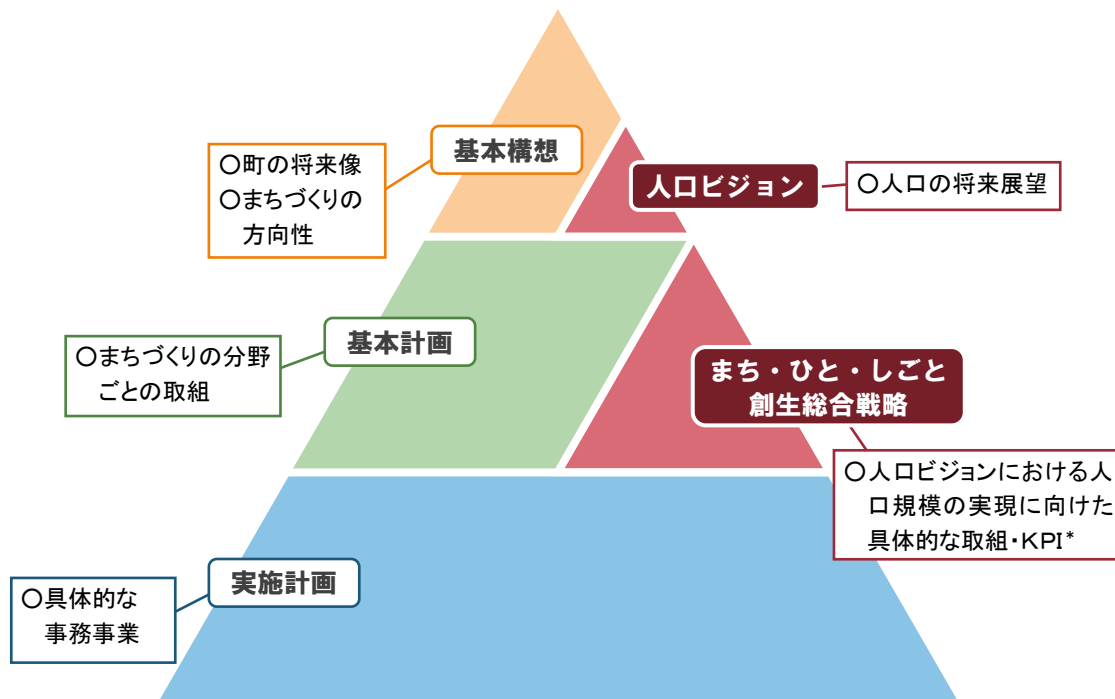 基本構想
○町の将来像
○まちづくりの
方向性
人口ビジョン
○人口の将来展望
基本計画
○まちづくりの分野
ごとの取組
まち・ひと・しごと
創生総合戦略
○人口ビジョンにおける人
口規模の実現に向けた
具体的な取組・KPI*
実施計画
○具体的な
事務事業